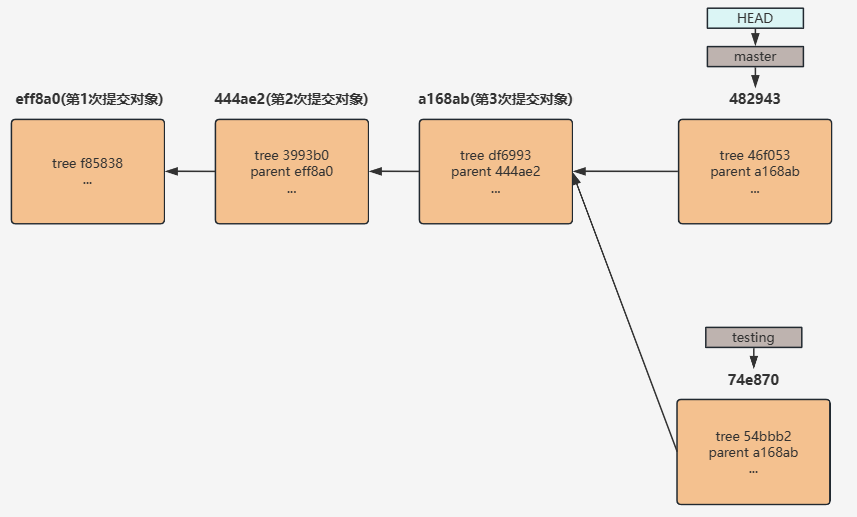 HEAD
master
eff8a0(第1次提交对象)
444ae2(第2次提交对象)
a168ab(第3次提交对象)
482943
tree f85838
...
tree 3993b0
parent eff8a0
...
tree df6993
parent 444ae2
...
tree 46f053
parent a168ab
...
testing
74e870
tree 54bbb2
parent a168ab
...